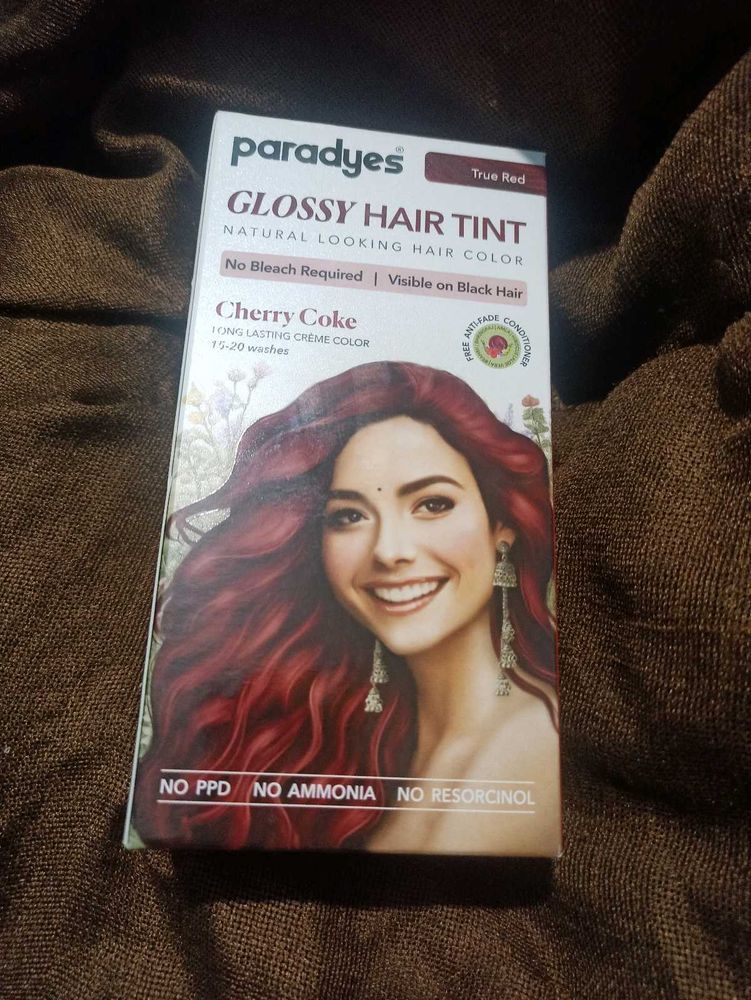 paradyes®
True Red
GLOSSY HAIR TINT
NATURAL LOOKING HAIR COLOR
No Bleach Required | Visible on Black Hair
Cherry Coke
LONG LASTING CRÈME COLOR
15-20 washes
FREE ANTI-FADE CONDITIONER
NO PPD NO AMMONIA NO RESORCINOL